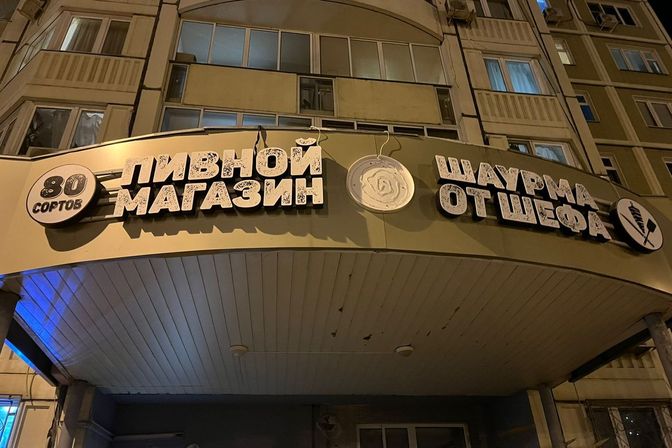 80
СОРТОВ
ПИВНОЙ
МАГАЗИН
ШАУРМА
ОТ ШЕФА